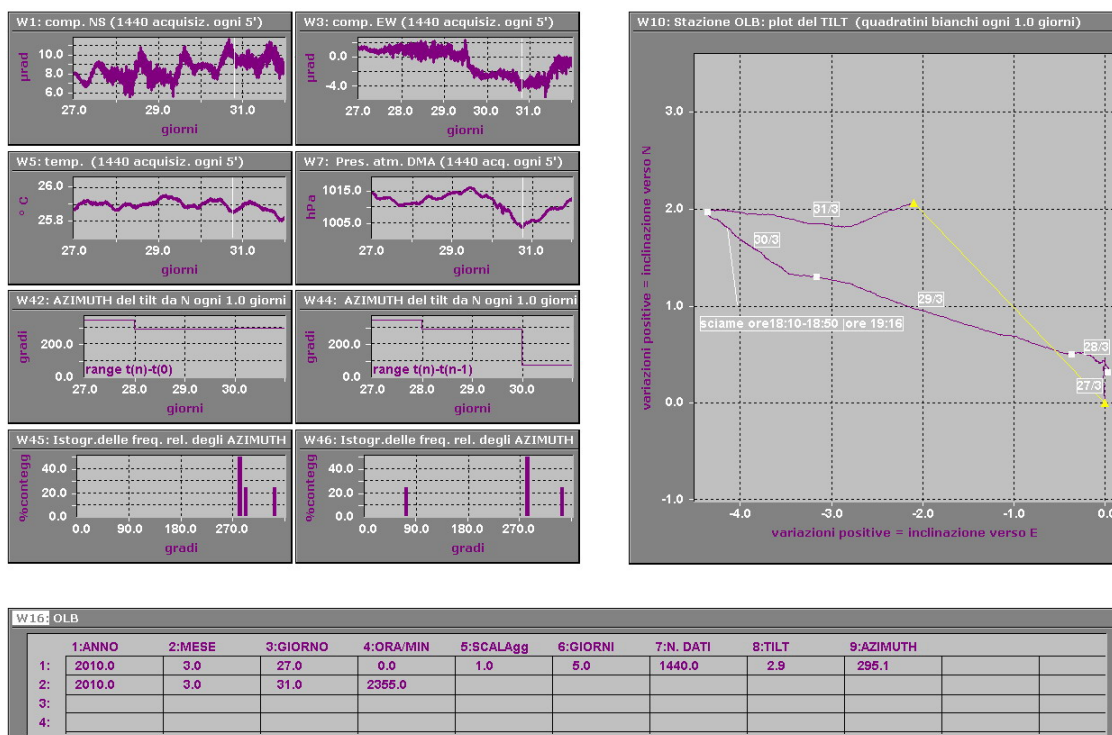 W1: comp. NS (1440 acquisiz. ogni 5')
µrad
10.0
8.0
6.0
27.0 29.0 31.0
giorni
W3: comp. EW (1440 acquisiz. ogni 5')
µrad
0.0
-4.0
27.0 28.0 29.0 30.0 31.0
giorni
W5: temp. (1440 acquisiz. ogni 5')
° C
26.0
25.8
27.0 29.0 31.0
giorni
W7: Pres. atm. DMA (1440 acq. ogni 5')
hPa
1015.0
1005.0
27.0 29.0 31.0
giorni
W42: AZIMUTH del tilt da N ogni 1.0 giorni
gradi
200.0
0.0
range t(n)-t(0)
27.0 28.0 29.0 30.0
giorni
W44: AZIMUTH del tilt da N ogni 1.0 giorni
gradi
200.0
0.0
range t(n)-t(n-1)
27.0 28.0 29.0 30.0
giorni
W45: Istogr.delle freq. rel. degli AZIMUTH
%contegg
40.0
20.0
0.0
0.0 90.0 180.0 270.0
gradi
W46: Istogr.delle freq. rel. degli AZIMUTH
%contegg
40.0
20.0
0.0
0.0 90.0 180.0 270.0
gradi
W10: Stazione OLB: plot del TILT (quadratini bianchi ogni 1.0 giorni)
variazioni positive = inclinazione verso N
3.0
2.0
1.0
0.0
-1.0
31/3
30/3
29/3
sciame ore18:10-18:50 |ore 19:16
28/3
27/3
-4.0 -3.0 -2.0 -1.0 0.0
variazioni positive = inclinazione verso E
W16: OLB
1:ANNO 2:MESE 3:GIORNO 4:ORA/MIN 5:SCALAgg 6:GIORNI 7:N. DATI 8:TILT 9:AZIMUTH
1: 2010.0 3.0 27.0 0.0 1.0 5.0 1440.0 2.9 295.1
2: 2010.0 3.0 31.0 2355.0
3:
4: